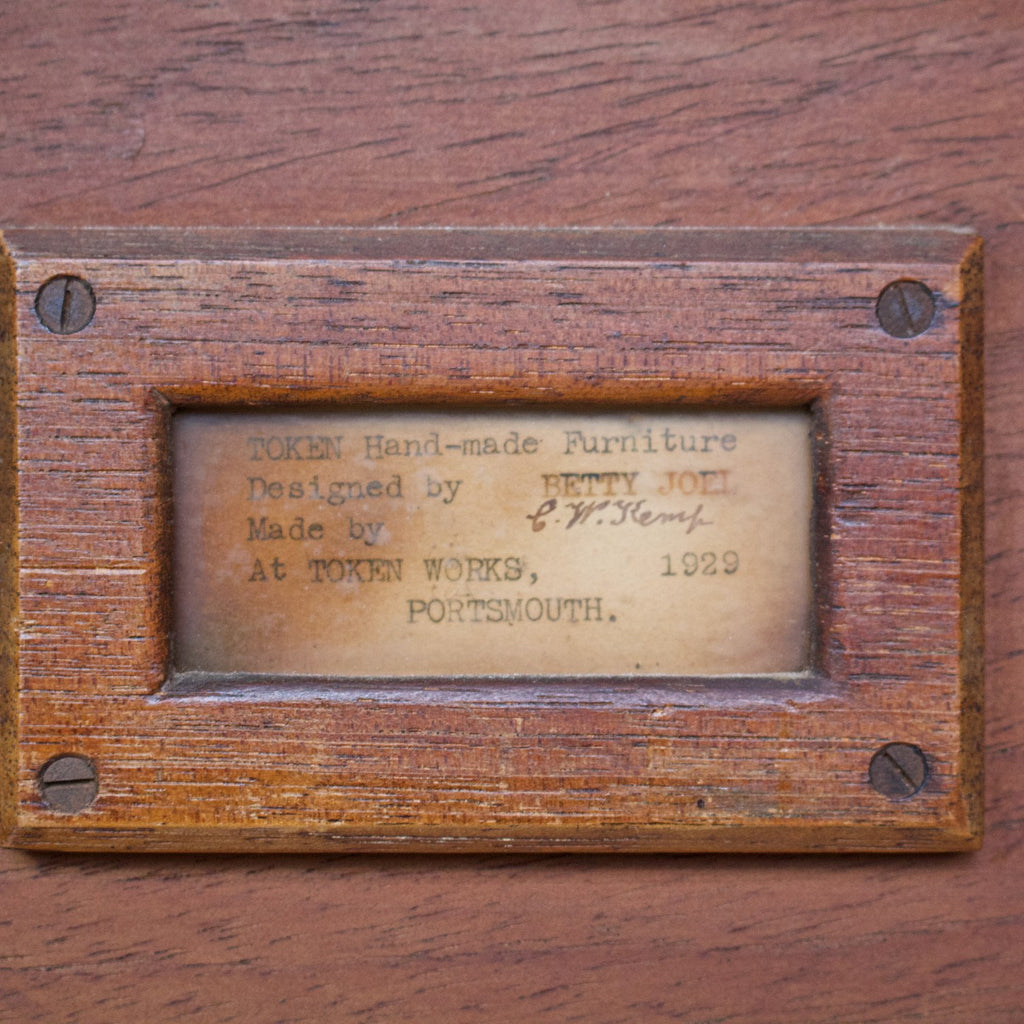 TOKEN Hand-made Furniture
Designed by BETTY JOEL
Made by C. W. Kemp
At TOKEN WORKS, 1929
PORTSMOUTH.